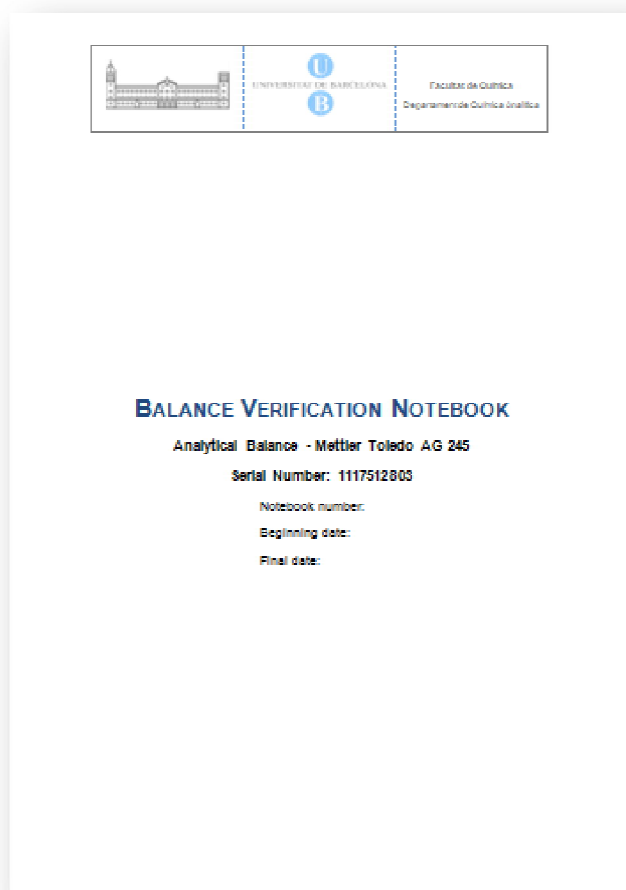 U
UNIVERSITAT DE BARCELONA
B
Facultat de Química
Departament de Química Analítica
BALANCE VERIFICATION NOTEBOOK
Analytical Balance - Mettler Toledo AG 245
Serial Number: 1117512803
Notebook number:
Beginning date:
Final date: